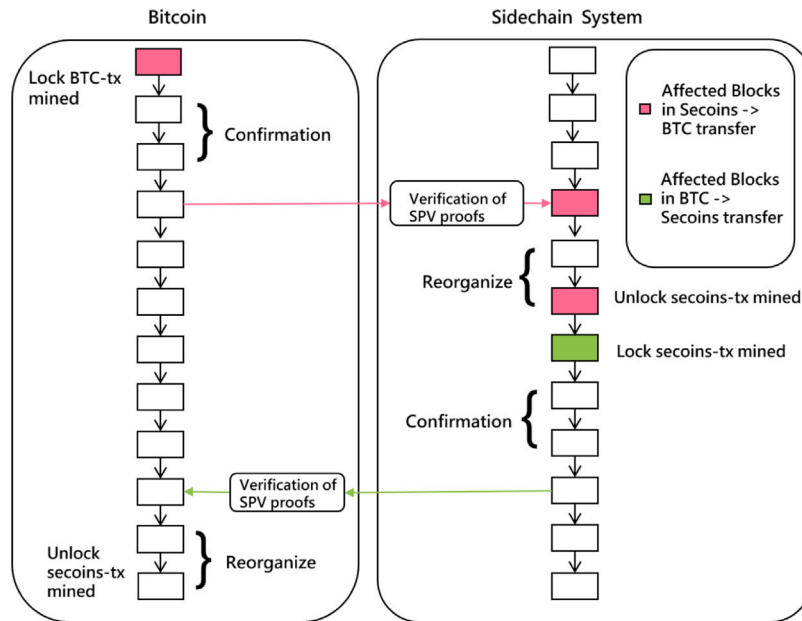 Bitcoin
Sidechain System
Lock BTC-tx
mined
Confirmation
Verification of
SPV proofs
Affected Blocks
in Secoins ->
BTC transfer
Affected Blocks
in BTC ->
Secoins transfer
Reorganize
Unlock secoins-tx mined
Lock secoins-tx mined
Confirmation
Verification of
SPV proofs
Unlock
secoins-tx
mined
Reorganize